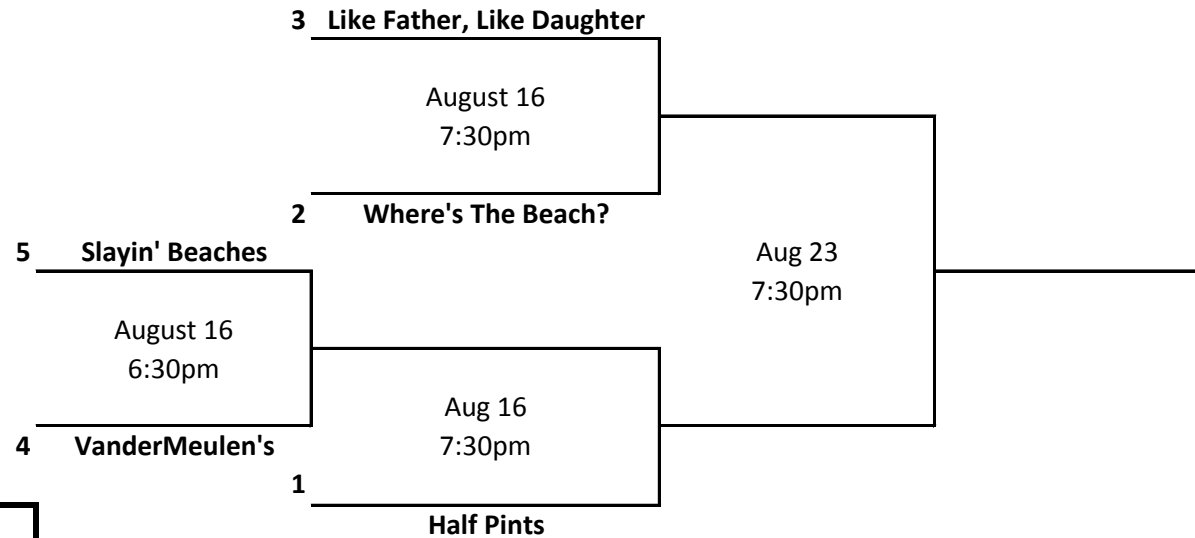 3 Like Father, Like Daughter
August 16
7:30pm
2 Where's The Beach?
5 Slayin' Beaches
Aug 23
7:30pm
August 16
6:30pm
Aug 16
7:30pm
4 VanderMeulen's
1
Half Pints